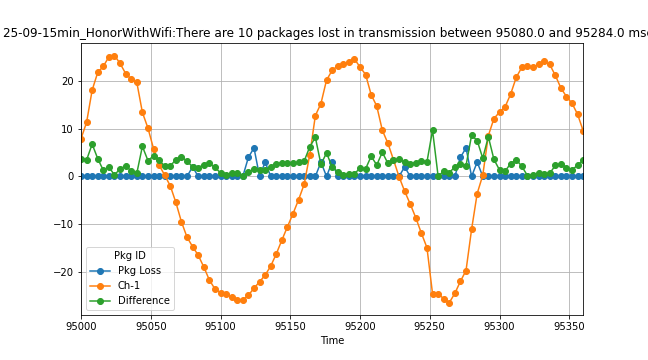 25-09-15min_HonorWithWifi:There are 10 packages lost in transmission between 95080.0 and 95284.0
20
10
0
−10
−20
Pkg ID
Pkg Loss
Ch-1
Difference
95000 95050 95100 95150 95200 95250 95300 95350
Time